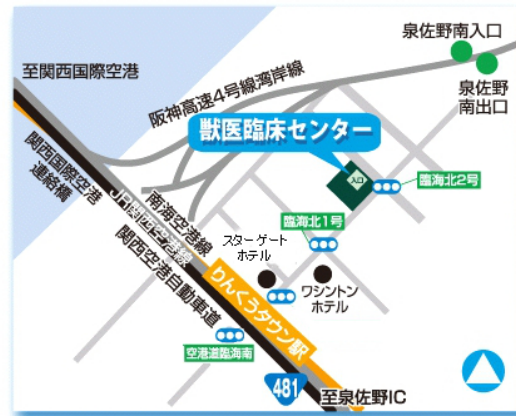 泉佐野南入口
泉佐野
南出口
至関西国際空港
阪神高速4号線湾岸線
獣医臨床センター
入口
臨海北2号
関西国際空港
連絡橋
JR関西空港線
南海空港線
関西空港自動車道
臨海北1号
スターゲート
ホテル
ワシントン
ホテル
りんくうタウン駅
空港道臨海南
481
至泉佐野IC